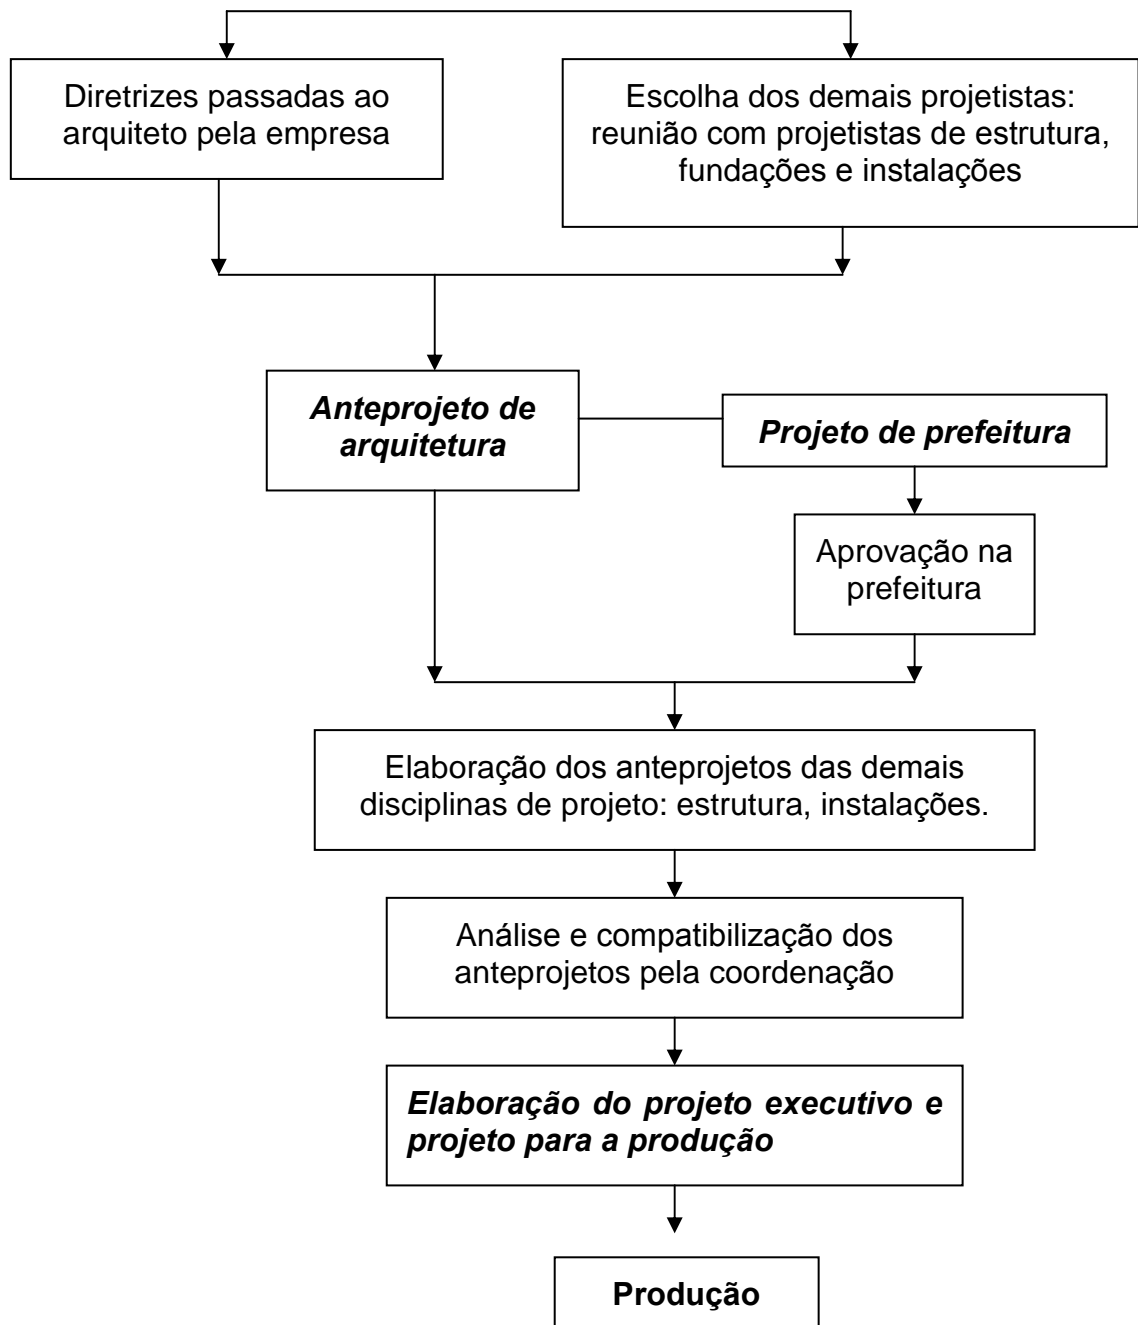 Diretrizes passadas ao
arquiteto pela empresa
Escolha dos demais projetistas:
reunião com projetistas de estrutura,
fundações e instalações
Anteprojeto de
arquitetura
Projeto de prefeitura
Aprovação na
prefeitura
Elaboração dos anteprojetos das demais
disciplinas de projeto: estrutura, instalações.
Análise e compatibilização dos
anteprojetos pela coordenação
Elaboração do projeto executivo e
projeto para a produção
Produção